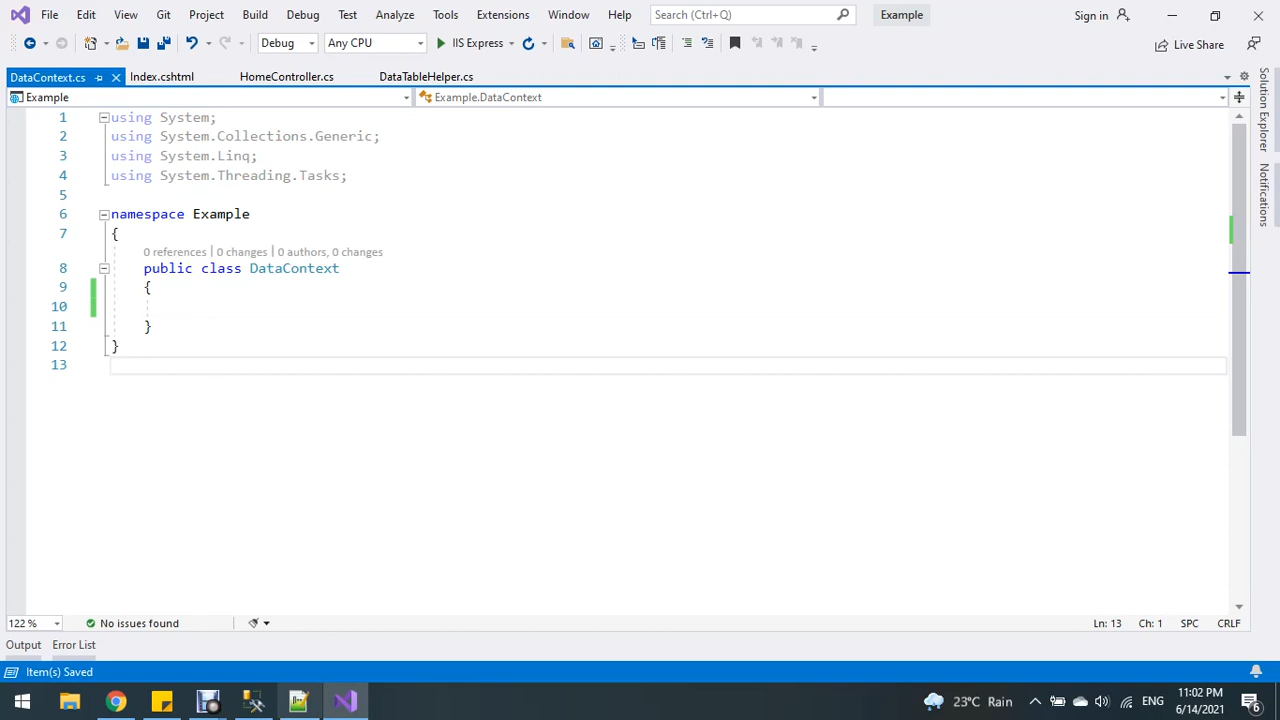 File Edit View Git Project Build Debug Test Analyze Tools Extensions Window Help Search (Ctrl+Q) Example Sign in
Debug Any CPU IIS Express Live Share
DataContext.cs Index.cshtml HomeController.cs DataTableHelper.cs
Example Example.DataContext
1 using System;
2 using System.Collections.Generic;
3 using System.Linq;
4 using System.Threading.Tasks;
5
6 namespace Example
7 {
0 references | 0 changes | 0 authors, 0 changes
8 public class DataContext
9 {
10
11 }
12 }
13
Solution Explorer
Notifications
122 % No issues found Ln: 13 Ch: 1 SPC CRLF
Output Error List
Item(s) Saved
23°C Rain ENG 11:02 PM
6/14/2021 6